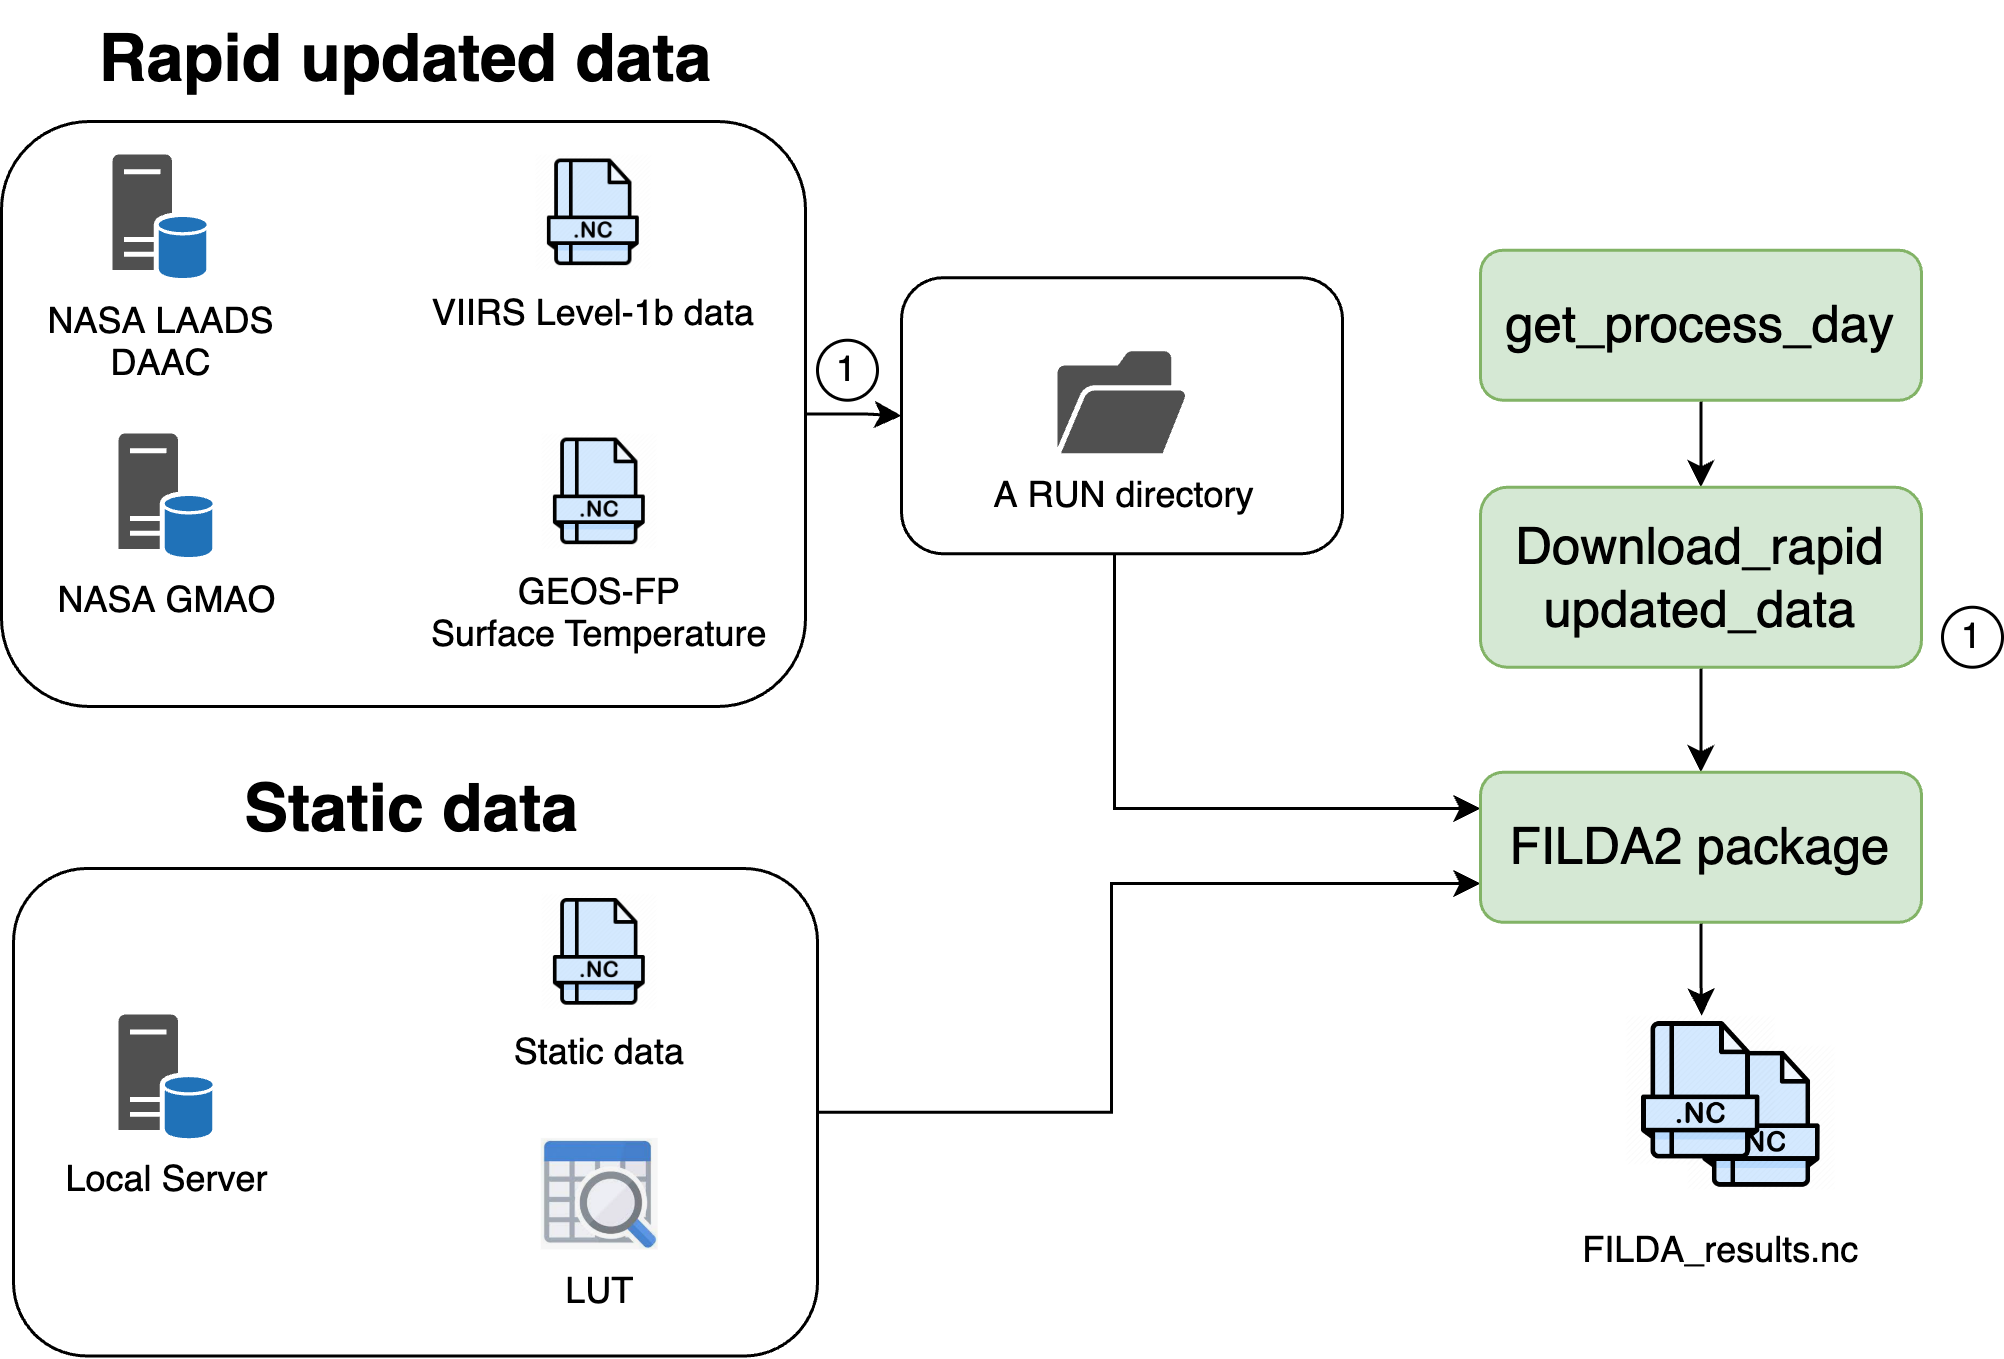 Rapid updated data
.NC
NASA LAADS
DAAC
VIIRS Level-1b data
.NC
NASA GMAO
GEOS-FP
Surface Temperature
1
A RUN directory
get_process_day
Download_rapid
updated_data
1
FILDA2 package
Static data
.NC
Static data
Local Server
LUT
.NC
NC
FILDA_results.nc